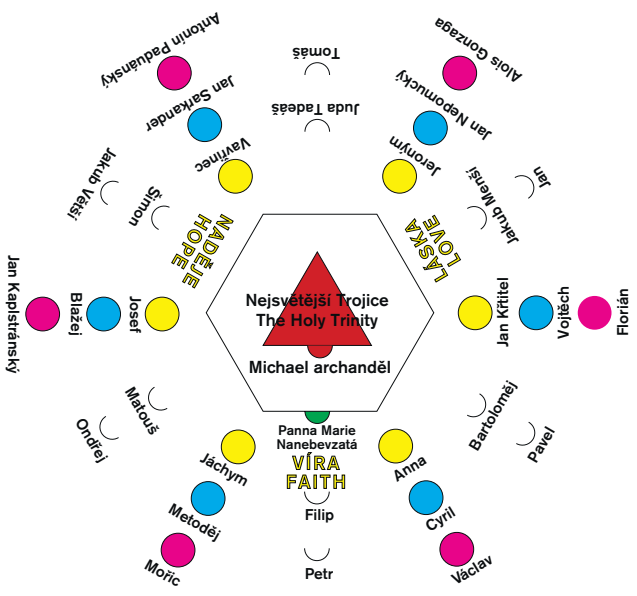 Antonín Paduánský
Tomáš
Alois Gonzaga
Jan Sarkander
Juda Tadeáš
Jan Nepomucký
Vavřinec
Jeroným
Jakub Větší
Šimon
Jakub Menší
Jan
NADĚJE
HOPE
LÁSKA
LOVE
Jan Kapistránský
Blažej
Josef
Nejsvětější Trojice
The Holy Trinity
Michael archanděl
Jan Křtitel
Vojtěch
Florián
Ondřej
Matouš
Panna Marie
Nanebevzatá
Bartoloměj
Pavel
VÍRA
FAITH
Jáchym
Anna
Metoděj
Filip
Cyril
Mořic
Petr
Václav